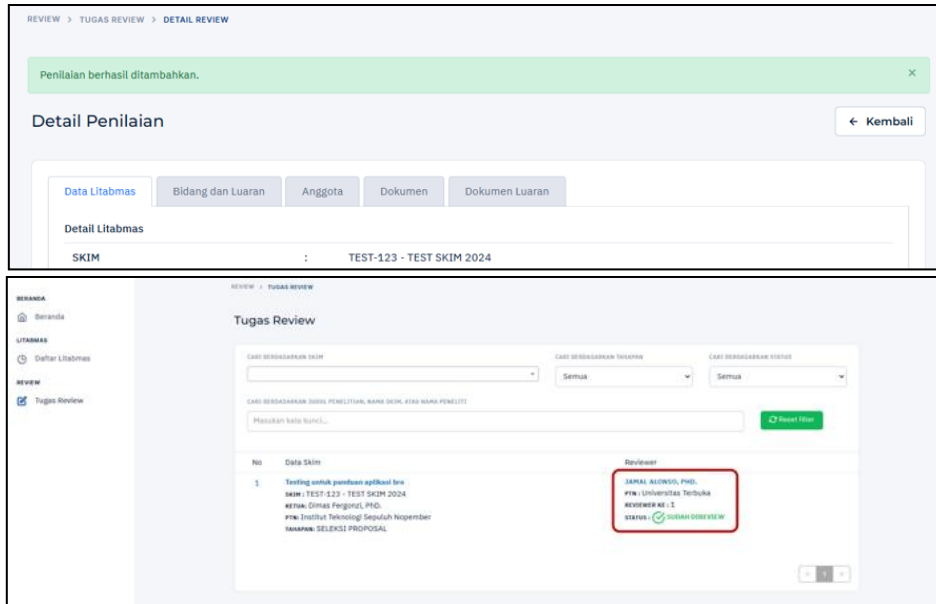 REVIEW > TUGAS REVIEW > DETAIL REVIEW
Penilaian berhasil ditambahkan. ×
Detail Penilaian
← Kembali
Data Litabmas Bidang dan Luaran Anggota Dokumen Dokumen Luaran
Detail Litabmas
SKIM : TEST-123 - TEST SKIM 2024
REVIEW > TUGAS REVIEW
BERANDA
Beranda
LITABMAS
Daftar Litabmas
REVIEW
Tugas Review
Tugas Review
CARI BERDASARKAN SKIM
CARI BERDASARKAN TAHAPAN
Semua
CARI BERDASARKAN STATUS
Semua
CARI BERDASARKAN JUDUL PENELITIAN, NAMA SKIM, ATAU NAMA PENELITI
Masukan kata kunci...
Reset filter
No Data Skim Reviewer
1 Testing untuk panduan aplikasi bro
SKIM : TEST-123 - TEST SKIM 2024
KETUA: Dimas Fergonzi, PhD.
PTN: Institut Teknologi Sepuluh Nopember
TAHAPAN: SELEKSI PROPOSAL
JAMAL ALONSO, PHD.
PTN : Universitas Terbuka
REVIEWER KE : 1
STATUS : SUDAH DIREVIEW
« 1 »